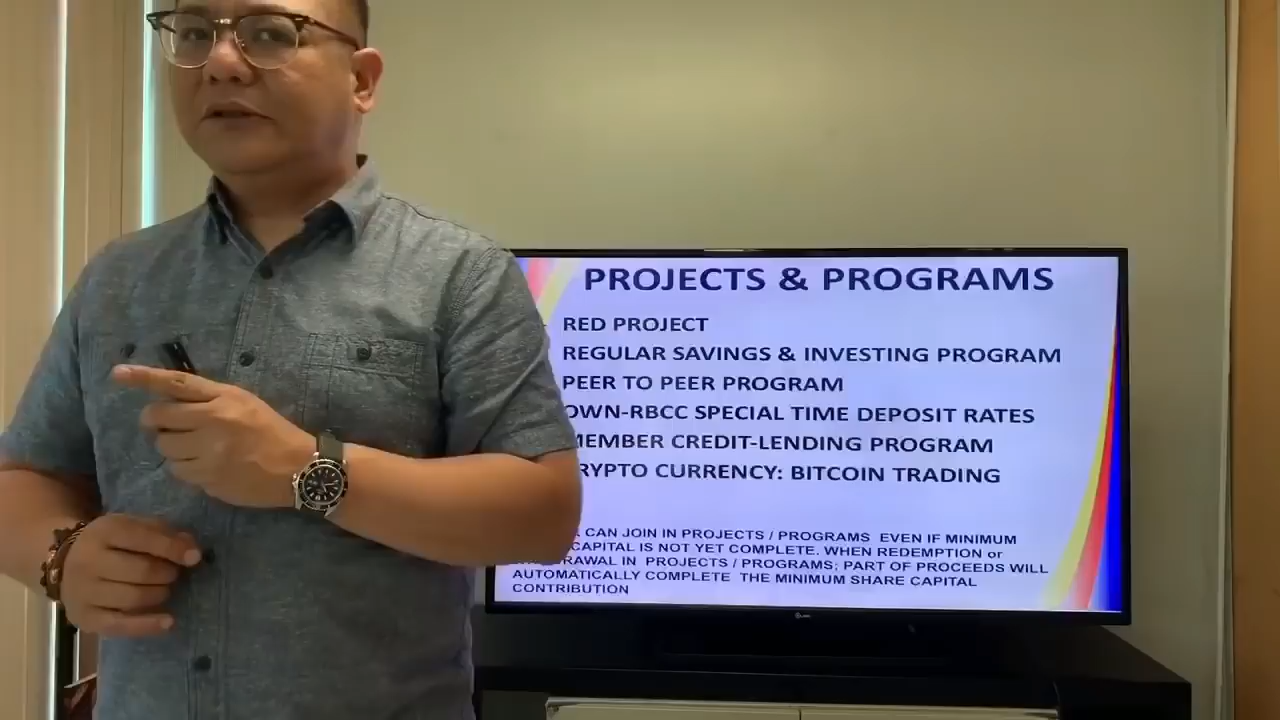 PROJECTS & PROGRAMS
RED PROJECT
REGULAR SAVINGS & INVESTING PROGRAM
PEER TO PEER PROGRAM
OWN-RBCC SPECIAL TIME DEPOSIT RATES
MEMBER CREDIT-LENDING PROGRAM
RYPTO CURRENCY: BITCOIN TRADING
CAN JOIN IN PROJECTS / PROGRAMS EVEN IF MINIMUM
CAPITAL IS NOT YET COMPLETE. WHEN REDEMPTION or
RAWAL IN PROJECTS / PROGRAMS; PART OF PROCEEDS WILL
AUTOMATICALLY COMPLETE THE MINIMUM SHARE CAPITAL
CONTRIBUTION